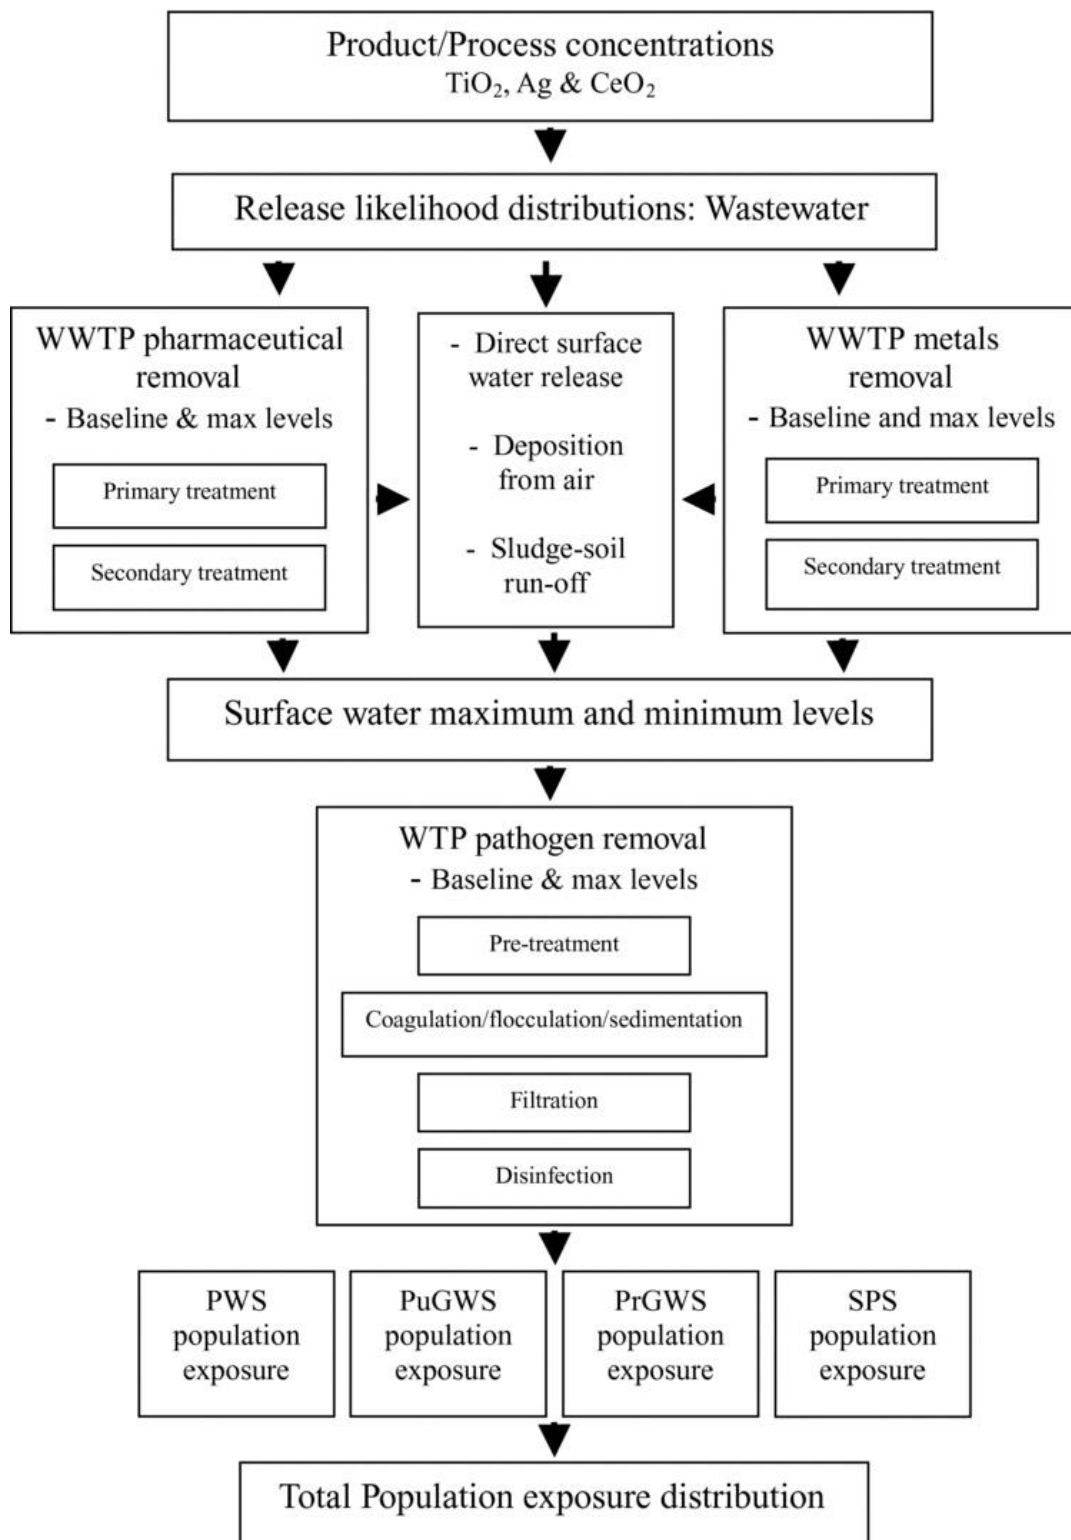 Product/Process concentrations
TiO₂, Ag & CeO₂
Release likelihood distributions: Wastewater
WWTP pharmaceutical
removal
- Baseline & max levels
Primary treatment
Secondary treatment
- Direct surface
water release
- Deposition
from air
- Sludge-soil
run-off
WWTP metals
removal
- Baseline and max levels
Primary treatment
Secondary treatment
Surface water maximum and minimum levels
WTP pathogen removal
- Baseline & max levels
Pre-treatment
Coagulation/flocculation/sedimentation
Filtration
Disinfection
PWS
population
exposure
PuGWS
population
exposure
PrGWS
population
exposure
SPS
population
exposure
Total Population exposure distribution